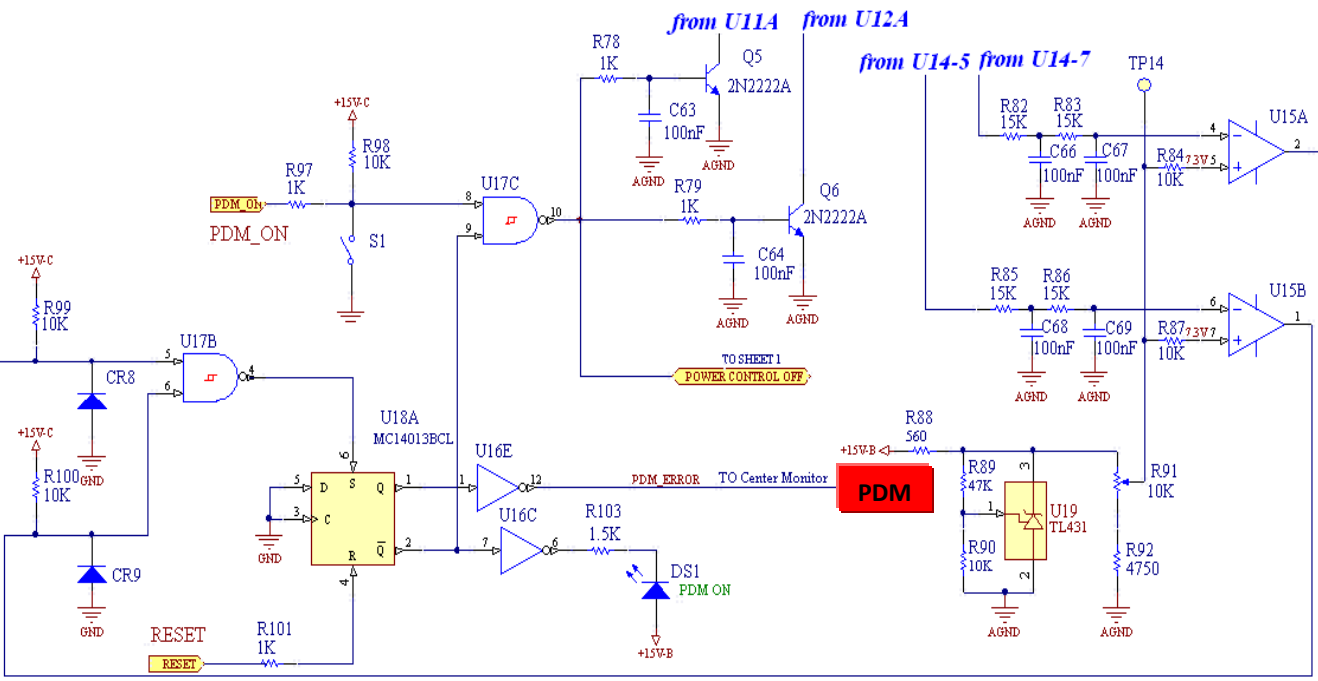 from U11A
from U12A
from U14-5
from U14-7
R78
1K
Q5
2N2222A
C63
100nF
AGND
AGND
TP14
R82
15K
R83
15K
U15A
4
2
C66
100nF
C67
100nF
R84
7.3V
5
10K
AGND
AGND
+15V-C
R98
10K
R97
1K
PDM_ON
PDM_ON
S1
U17C
8
9
10
R79
1K
Q6
2N2222A
C64
100nF
AGND
AGND
+15V-C
R99
10K
U17B
5
6
4
CR8
GND
R85
15K
R86
15K
U15B
6
1
C68
100nF
C69
100nF
R87
7.3V
7
10K
AGND
AGND
TO SHEET 1
POWER CONTROL OFF
+15V-C
R100
10K
U18A
MC14013BCL
6
5
D
S
Q
1
3
C
Q
2
R
4
GND
U16E
1
12
PDM_ERROR
TO Center Monitor
PDM
U16C
7
6
R103
1.5K
DS1
PDM ON
+15V-B
CR9
GND
RESET
RESET
R101
1K
+15V-B
R88
560
R89
47K
3
1
U19
TL431
2
R90
10K
R91
10K
R92
4750
AGND
AGND